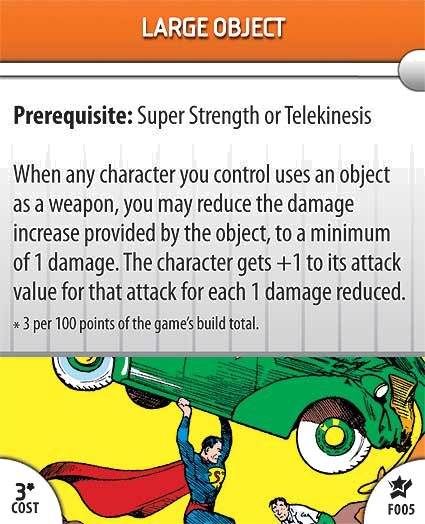 LARGE OBJECT
Prerequisite: Super Strength or Telekinesis
When any character you control uses an object
as a weapon, you may reduce the damage
increase provided by the object, to a minimum
of 1 damage. The character gets +1 to its attack
value for that attack for each 1 damage reduced.
* 3 per 100 points of the game's build total.
S
3*
COST
F005